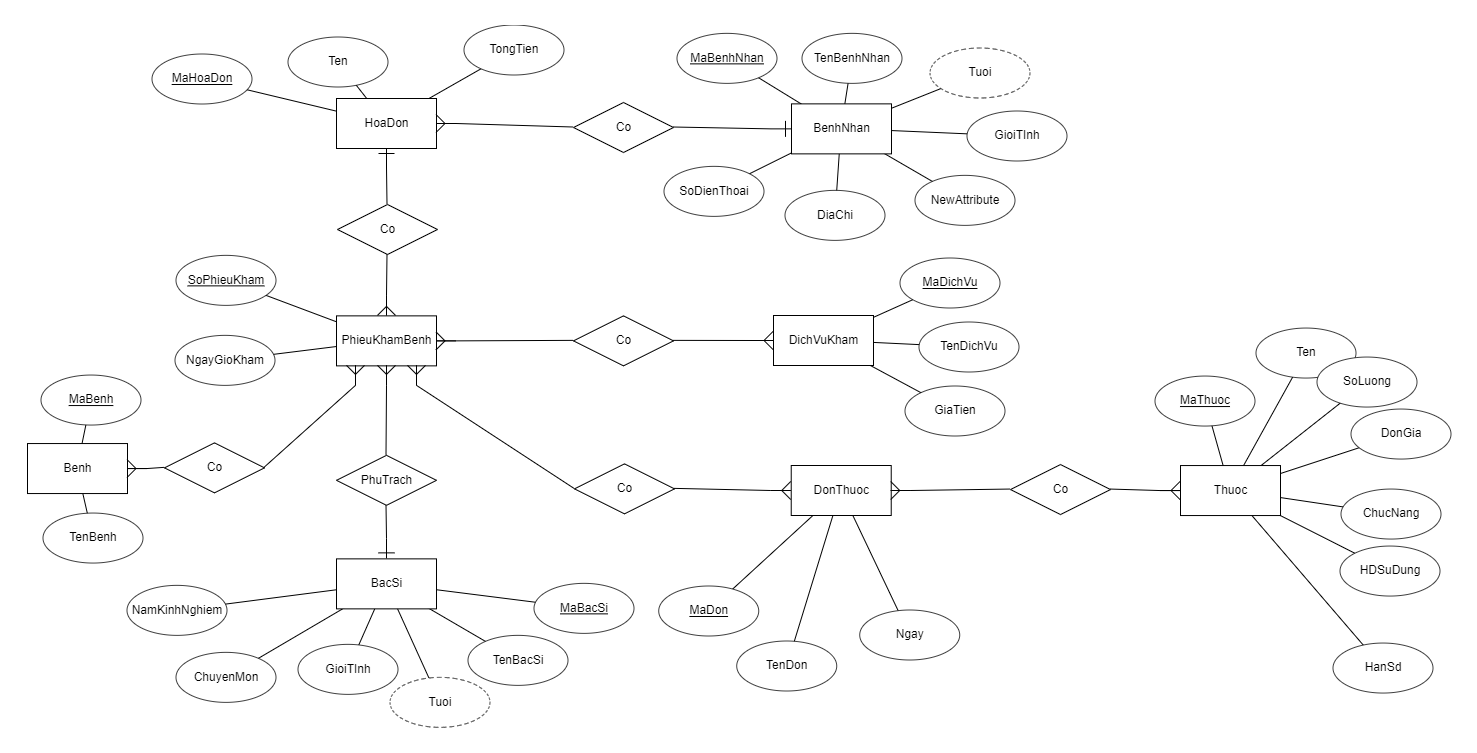 TongTien
Ten
MaHoaDon
HoaDon
Co
MaBenhNhan
TenBenhNhan
Tuoi
BenhNhan
GioiTInh
SoDienThoai
DiaChi
NewAttribute
Co
SoPhieuKham
NgayGioKham
PhieuKhamBenh
Co
DichVuKham
MaDichVu
TenDichVu
GiaTien
MaBenh
Benh
TenBenh
Co
PhuTrach
Co
DonThuoc
Co
Thuoc
MaThuoc
Ten
SoLuong
DonGia
ChucNang
HDSuDung
HanSd
BacSi
NamKinhNghiem
ChuyenMon
GioiTInh
Tuoi
TenBacSi
MaBacSi
MaDon
TenDon
Ngay